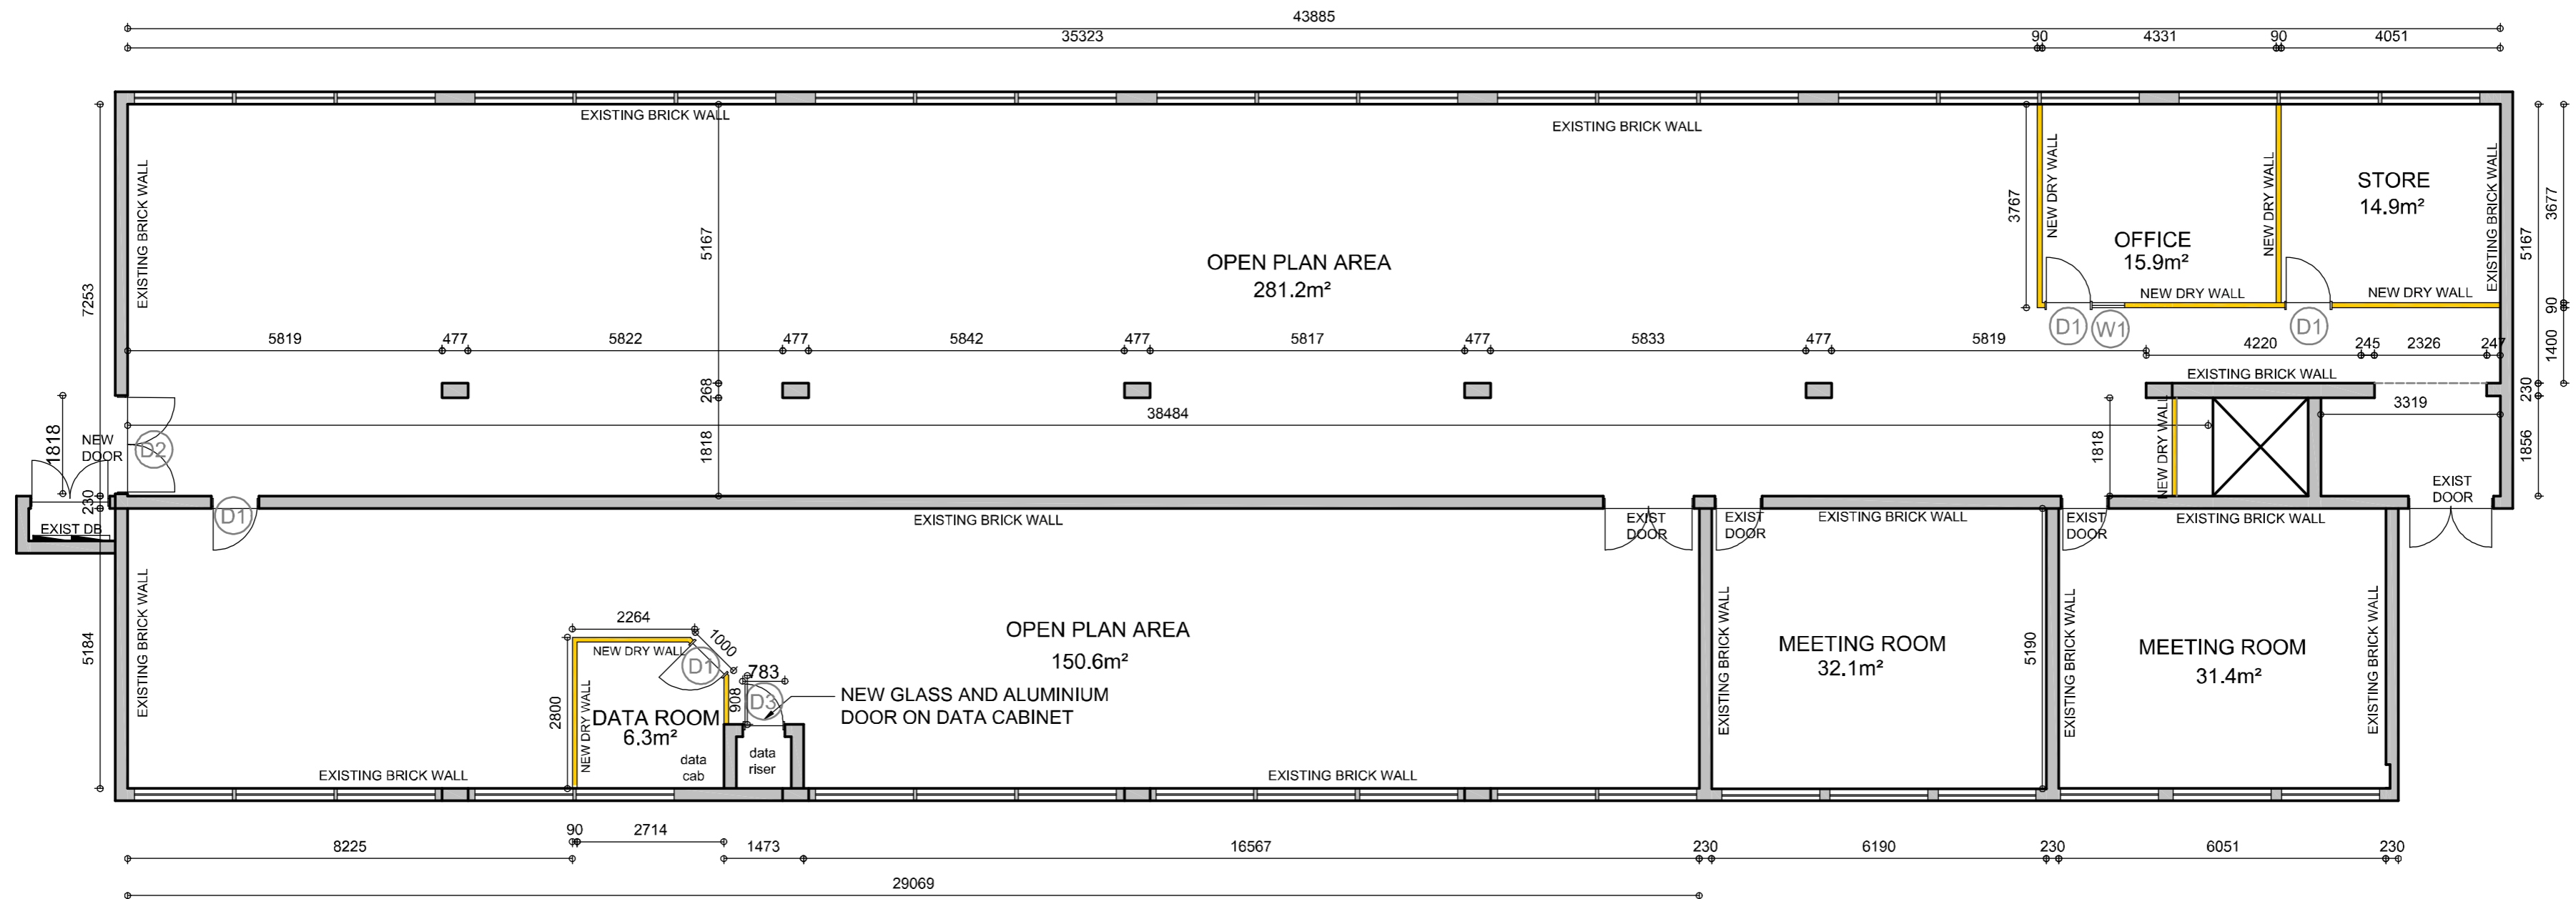 43885
35323
90
4331
90
4051
EXISTING BRICK WALL
EXISTING BRICK WALL
EXISTING BRICK WALL
NEW DRY WALL
NEW DRY WALL
EXISTING BRICK WALL
STORE
14.9m²
3767
3677
5167
OFFICE
15.9m²
5167
7253
OPEN PLAN AREA
281.2m²
NEW DRY WALL
NEW DRY WALL
90
D1
W1
D1
5819
477
5822
477
5842
477
5817
477
5833
477
5819
4220
245
2326
247
1400
EXISTING BRICK WALL
268
230
38484
3319
1818
NEW
DOOR
D2
1818
1818
NEW DRY WALL
1856
EXIST
DOOR
230
D1
EXIST DB
EXISTING BRICK WALL
EXIST
DOOR
EXIST
DOOR
EXISTING BRICK WALL
EXIST
DOOR
EXISTING BRICK WALL
5184
EXISTING BRICK WALL
2264
1000
NEW DRY WALL
D1
783
OPEN PLAN AREA
150.6m²
EXISTING BRICK WALL
MEETING ROOM
32.1m²
5190
EXISTING BRICK WALL
MEETING ROOM
31.4m²
EXISTING BRICK WALL
2800
NEW DRY WALL
DATA ROOM
6.3m²
908
D3
NEW GLASS AND ALUMINIUM
DOOR ON DATA CABINET
data
cab
data
riser
EXISTING BRICK WALL
EXISTING BRICK WALL
90
2714
8225
1473
16567
230
6190
230
6051
230
29069